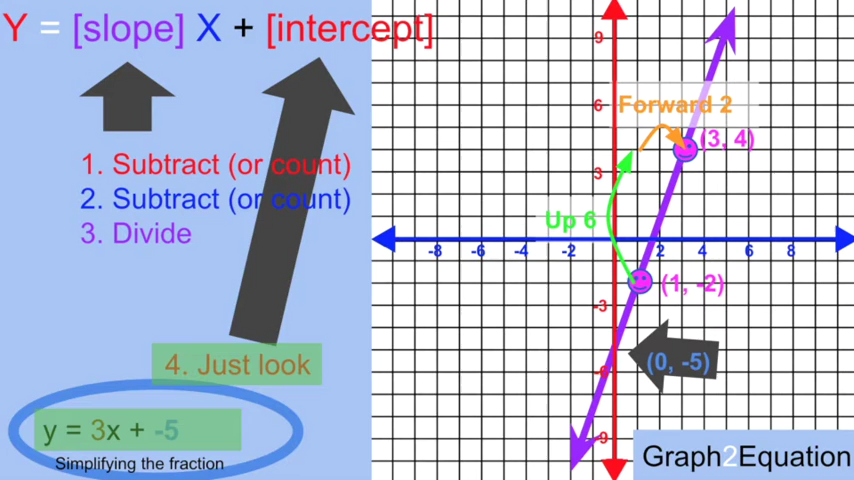 Y = [slope] X + [intercept]
1. Subtract (or count)
2. Subtract (or count)
3. Divide
4. Just look
y = 3x + -5
Simplifying the fraction
9
6
Forward 2
(3, 4)
3
Up 6
-8 -6 -4 -2 2 4 6 8
(1, -2)
-3
(0, -5)
-6
-9
Graph2Equation